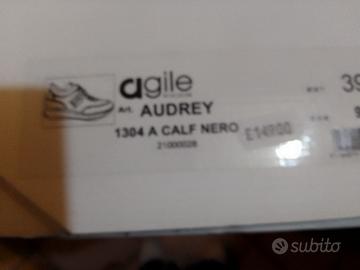 agile
Art. AUDREY
1304 A CALF NERO
21000028
£149.00
39
subito